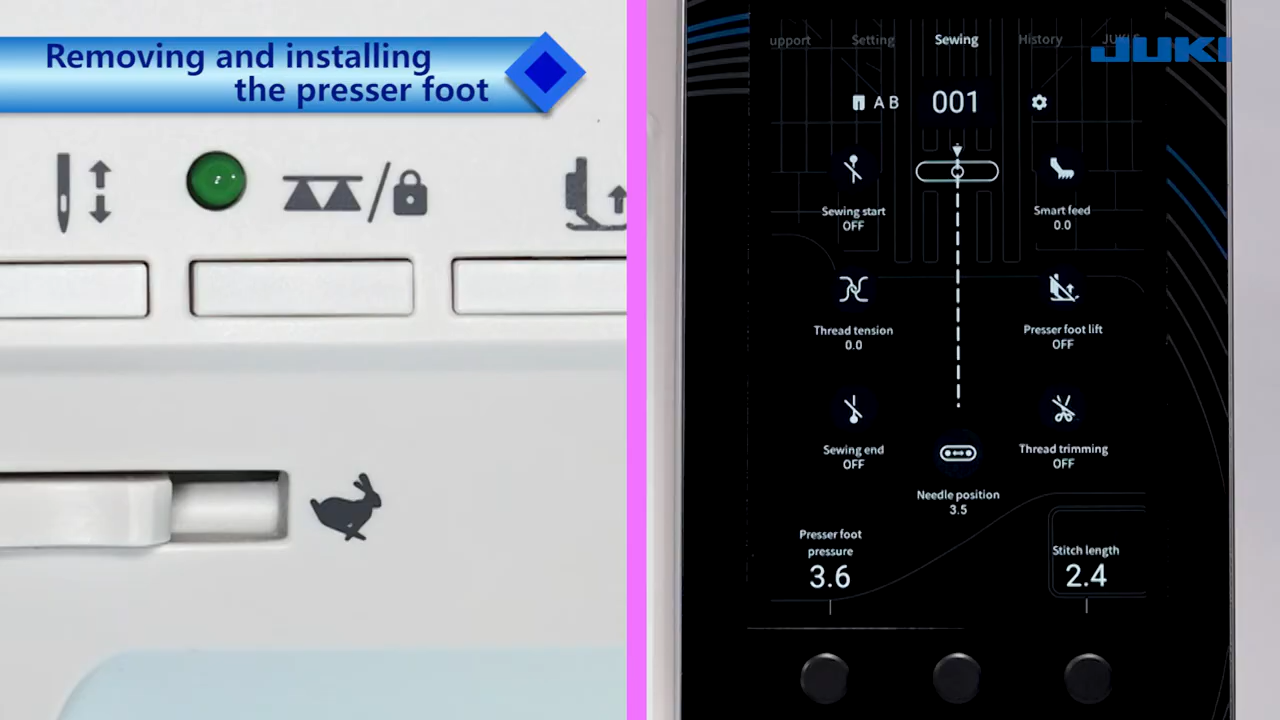 Removing and installing
the presser foot
upport
Setting
Sewing
History
JUKI
A B
001
Sewing start
OFF
Smart feed
0.0
Thread tension
0.0
Presser foot lift
OFF
Sewing end
OFF
Thread trimming
OFF
Needle position
3.5
Presser foot
pressure
3.6
Stitch length
2.4